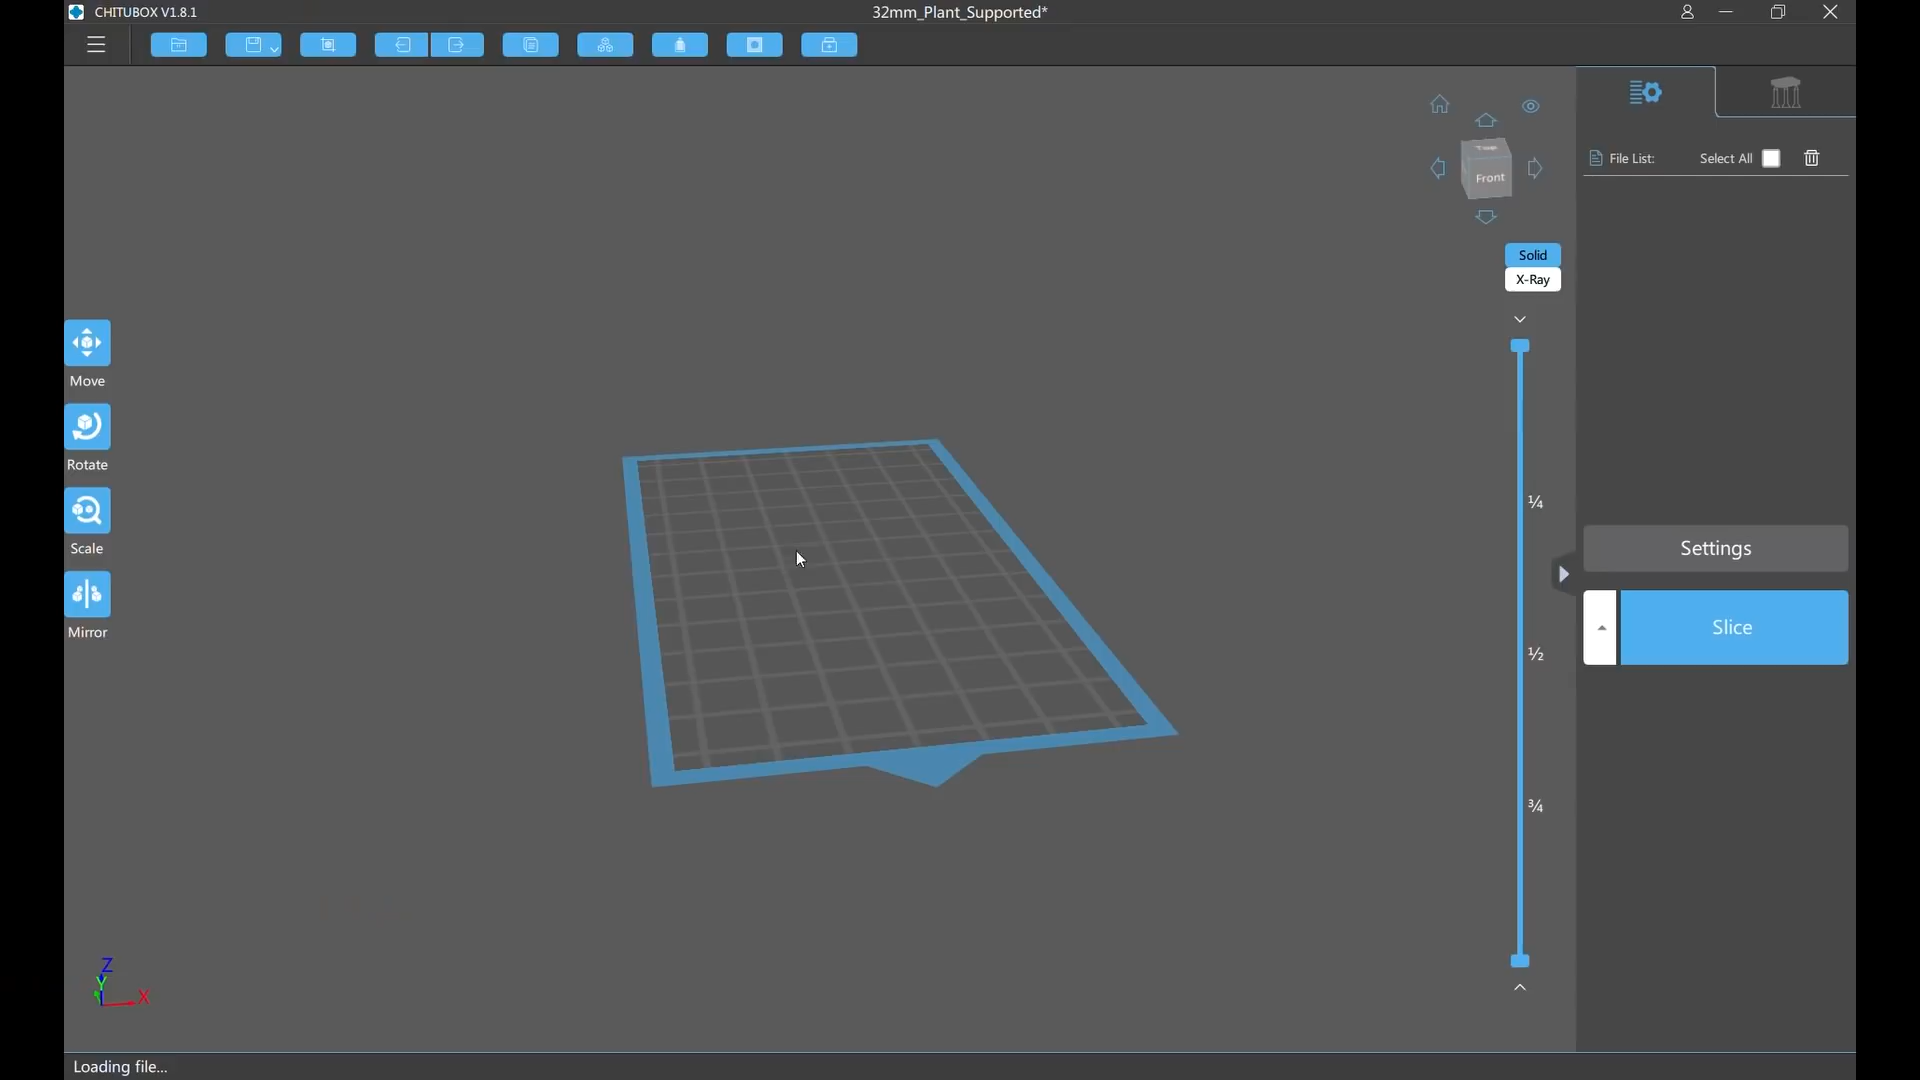 CHITUBOX V1.8.1
32mm_Plant_Supported*
File List:
Select All
Top
Front
Solid
X-Ray
Move
Rotate
Scale
Mirror
¼
½
¾
Settings
Slice
Z
Y
X
Loading file...